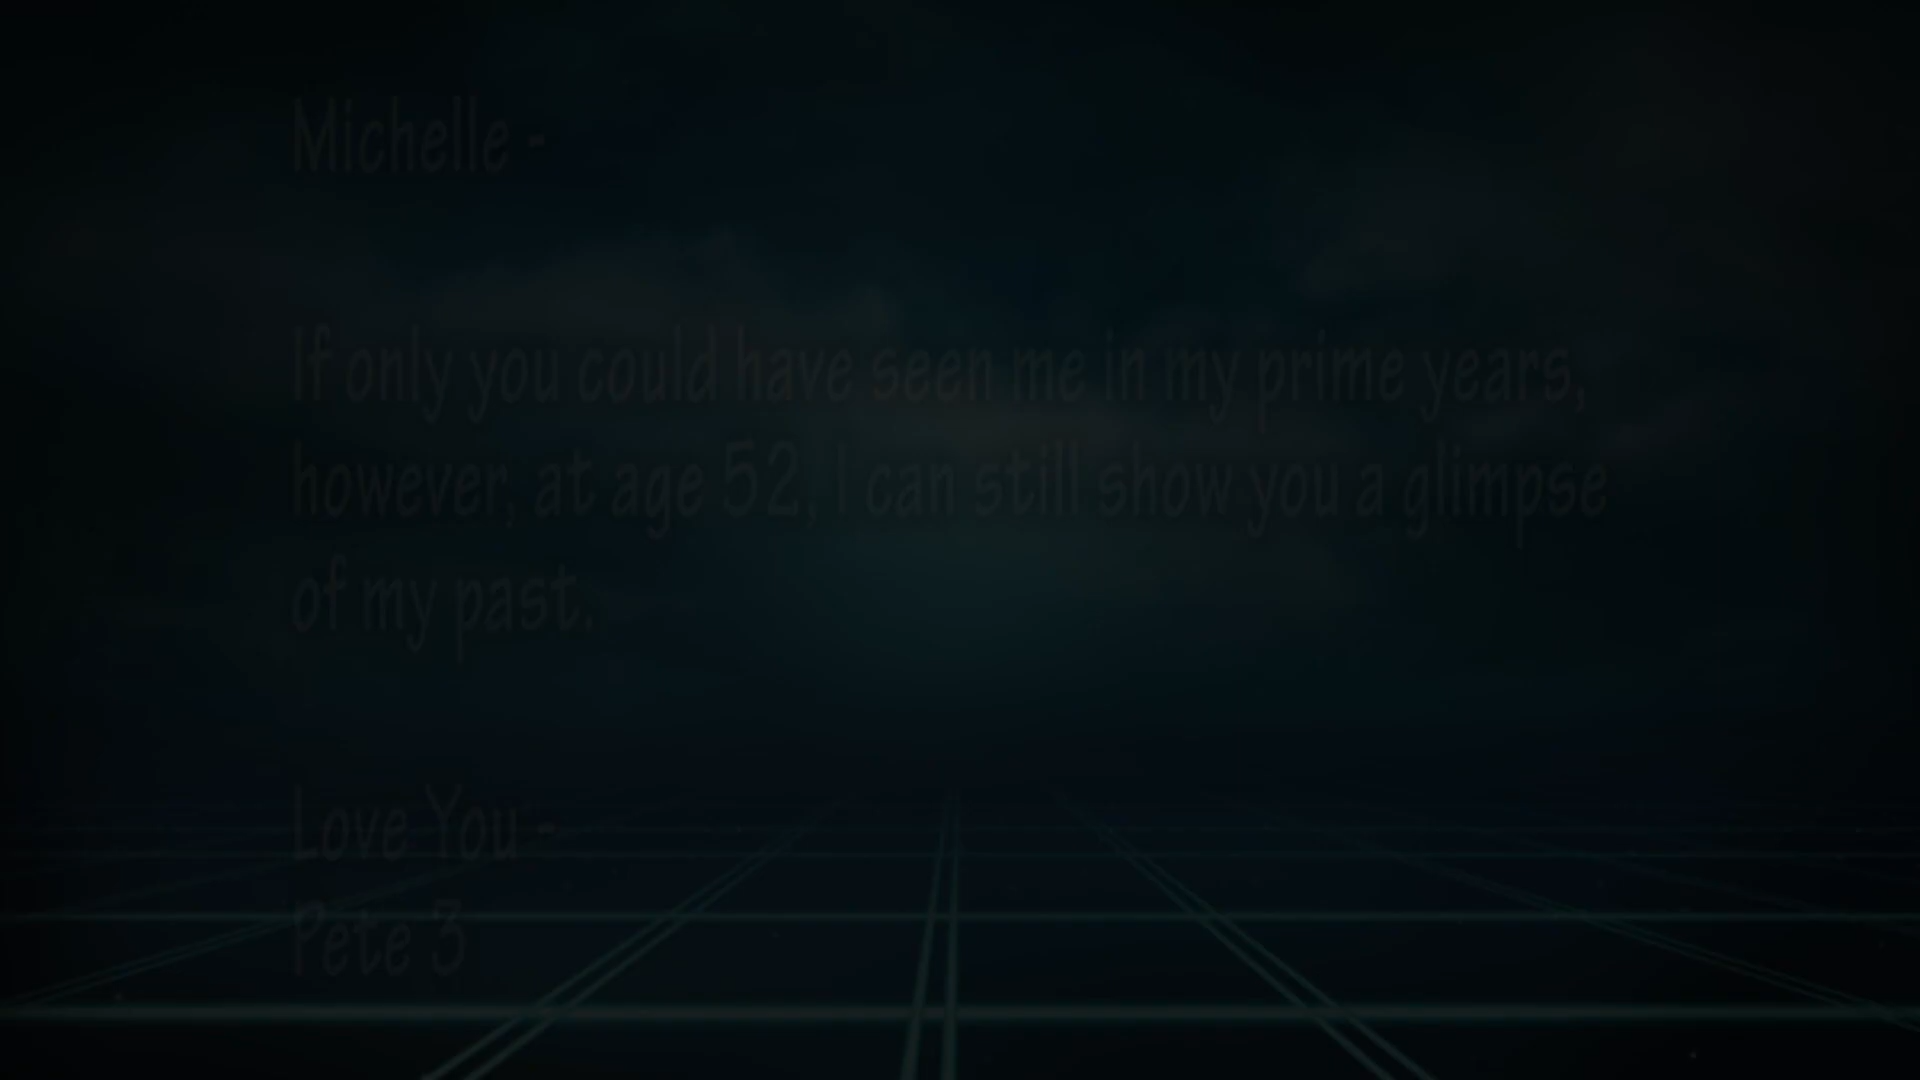 Michelle -
If only you could have seen me in my prime years,
however, at age 52, I can still show you a glimpse
of my past.
Love You -
Pete 3